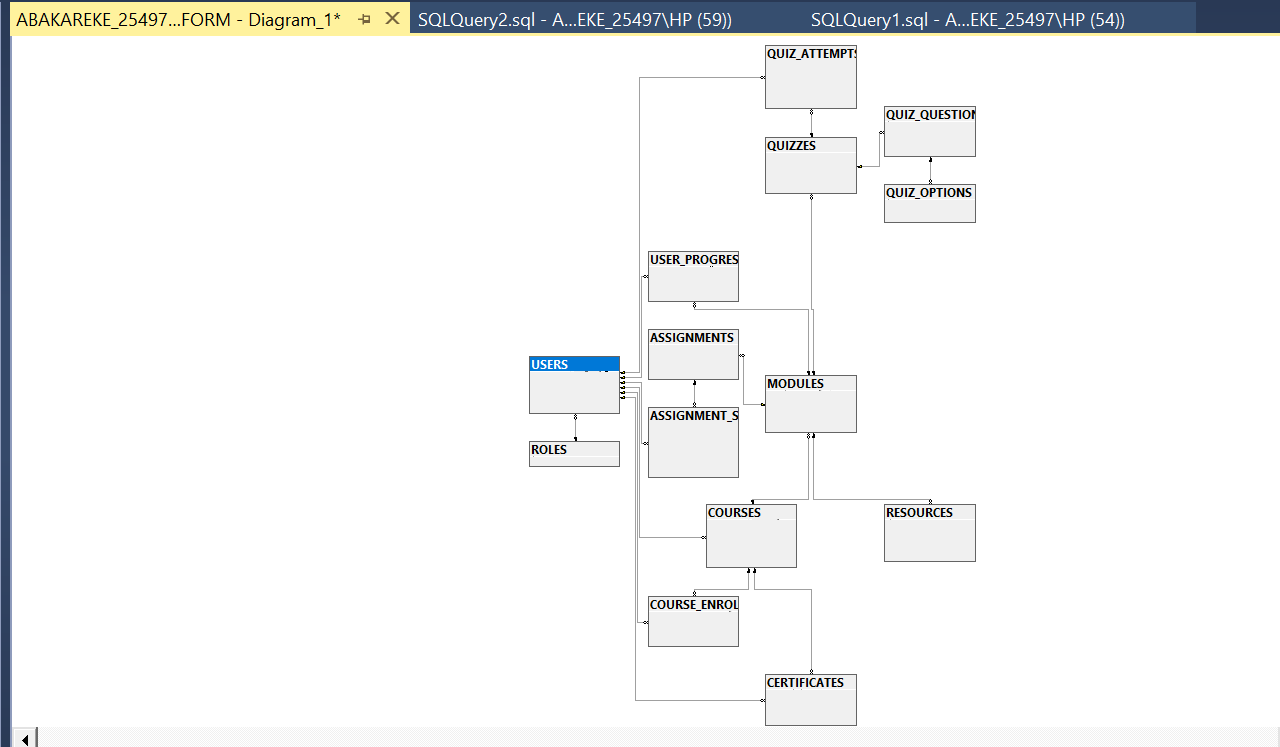 ABAKAREKE_25497...FORM - Diagram_1*
SQLQuery2.sql - A...EKE_25497\HP (59))
SQLQuery1.sql - A...EKE_25497\HP (54))
QUIZ_ATTEMPTS
QUIZ_QUESTION
QUIZZES
QUIZ_OPTIONS
USER_PROGRES
ASSIGNMENTS
USERS
MODULES
ASSIGNMENT_S
ROLES
COURSES
RESOURCES
COURSE_ENROL
CERTIFICATES